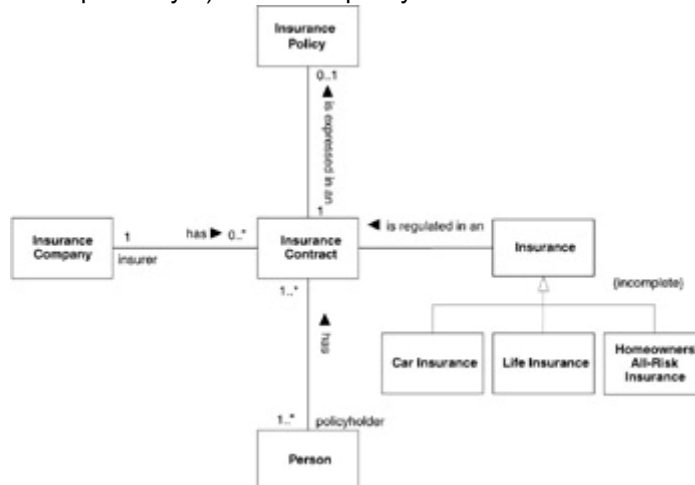 Insurance
Policy
0..1
◀ is expressed in an
1
Insurance
Company
1
insurer
has ▶
0..*
Insurance
Contract
◀ is regulated in an
Insurance
{incomplete}
1..*
◀ has
Car Insurance
Life Insurance
Homeowners
All-Risk
Insurance
1..*
policyholder
Person